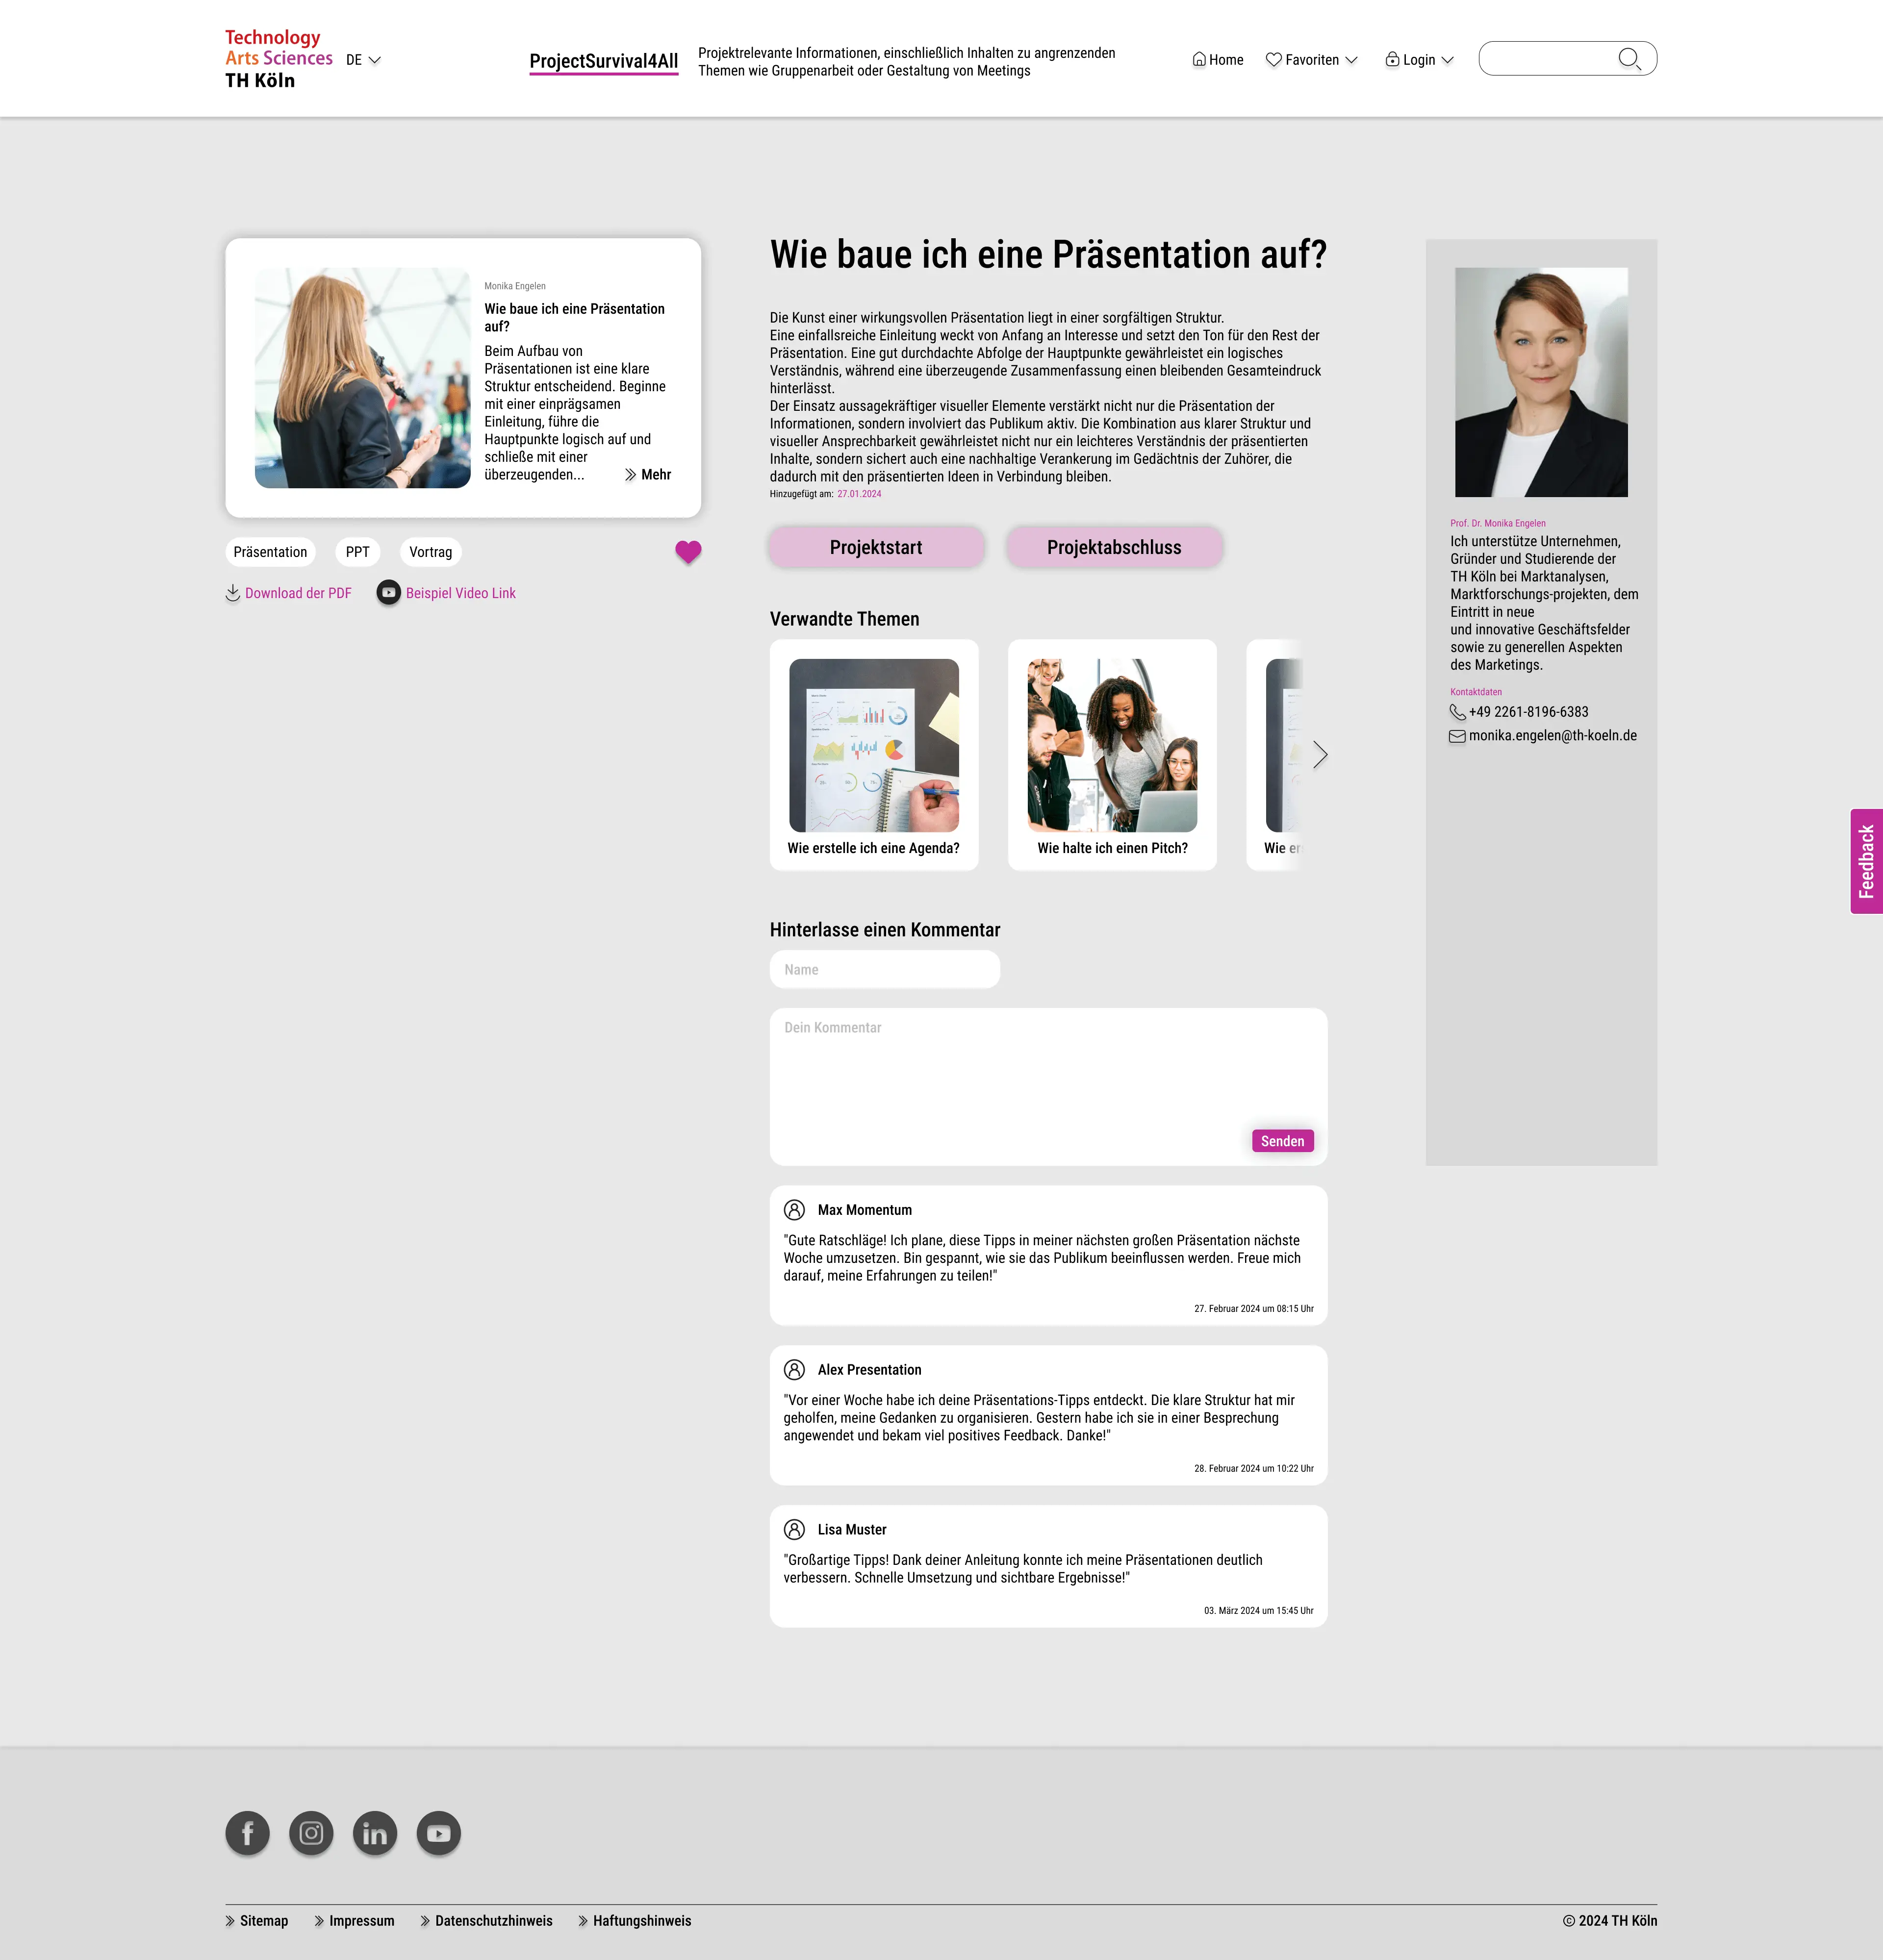 Technology
Arts Sciences
TH Köln
DE
ProjectSurvival4All
Projektrelevante Informationen, einschließlich Inhalten zu angrenzenden
Themen wie Gruppenarbeit oder Gestaltung von Meetings
Home
Favoriten
Login
Monika Engelen
Wie baue ich eine Präsentation
auf?
Beim Aufbau von
Präsentationen ist eine klare
Struktur entscheidend. Beginne
mit einer einprägsamen
Einleitung, führe die
Hauptpunkte logisch auf und
schließe mit einer
überzeugenden...
Mehr
Präsentation
PPT
Vortrag
Download der PDF
Beispiel Video Link
Wie baue ich eine Präsentation auf?
Die Kunst einer wirkungsvollen Präsentation liegt in einer sorgfältigen Struktur.
Eine einfallsreiche Einleitung weckt von Anfang an Interesse und setzt den Ton für den Rest der
Präsentation. Eine gut durchdachte Abfolge der Hauptpunkte gewährleistet ein logisches
Verständnis, während eine überzeugende Zusammenfassung einen bleibenden Gesamteindruck
hinterlässt.
Der Einsatz aussagekräftiger visueller Elemente verstärkt nicht nur die Präsentation der
Informationen, sondern involviert das Publikum aktiv. Die Kombination aus klarer Struktur und
visueller Ansprechbarkeit gewährleistet nicht nur ein leichteres Verständnis der präsentierten
Inhalte, sondern sichert auch eine nachhaltige Verankerung im Gedächtnis der Zuhörer, die
dadurch mit den präsentierten Ideen in Verbindung bleiben.
Hinzugefügt am: 27.01.2024
Projektstart
Projektabschluss
Verwandte Themen
Wie erstelle ich eine Agenda?
Wie halte ich einen Pitch?
Wie er
Hinterlasse einen Kommentar
Name
Dein Kommentar
Senden
Max Momentum
"Gute Ratschläge! Ich plane, diese Tipps in meiner nächsten großen Präsentation nächste
Woche umzusetzen. Bin gespannt, wie sie das Publikum beeinflussen werden. Freue mich
darauf, meine Erfahrungen zu teilen!"
27. Februar 2024 um 08:15 Uhr
Alex Presentation
"Vor einer Woche habe ich deine Präsentations-Tipps entdeckt. Die klare Struktur hat mir
geholfen, meine Gedanken zu organisieren. Gestern habe ich sie in einer Besprechung
angewendet und bekam viel positives Feedback. Danke!"
28. Februar 2024 um 10:22 Uhr
Lisa Muster
"Großartige Tipps! Dank deiner Anleitung konnte ich meine Präsentationen deutlich
verbessern. Schnelle Umsetzung und sichtbare Ergebnisse!"
03. März 2024 um 15:45 Uhr
Prof. Dr. Monika Engelen
Ich unterstütze Unternehmen,
Gründer und Studierende der
TH Köln bei Marktanalysen,
Marktforschungs-projekten, dem
Eintritt in neue
und innovative Geschäftsfelder
sowie zu generellen Aspekten
des Marketings.
Kontaktdaten
+49 2261-8196-6383
monika.engelen@th-koeln.de
Feedback
Sitemap
Impressum
Datenschutzhinweis
Haftungshinweis
© 2024 TH Köln